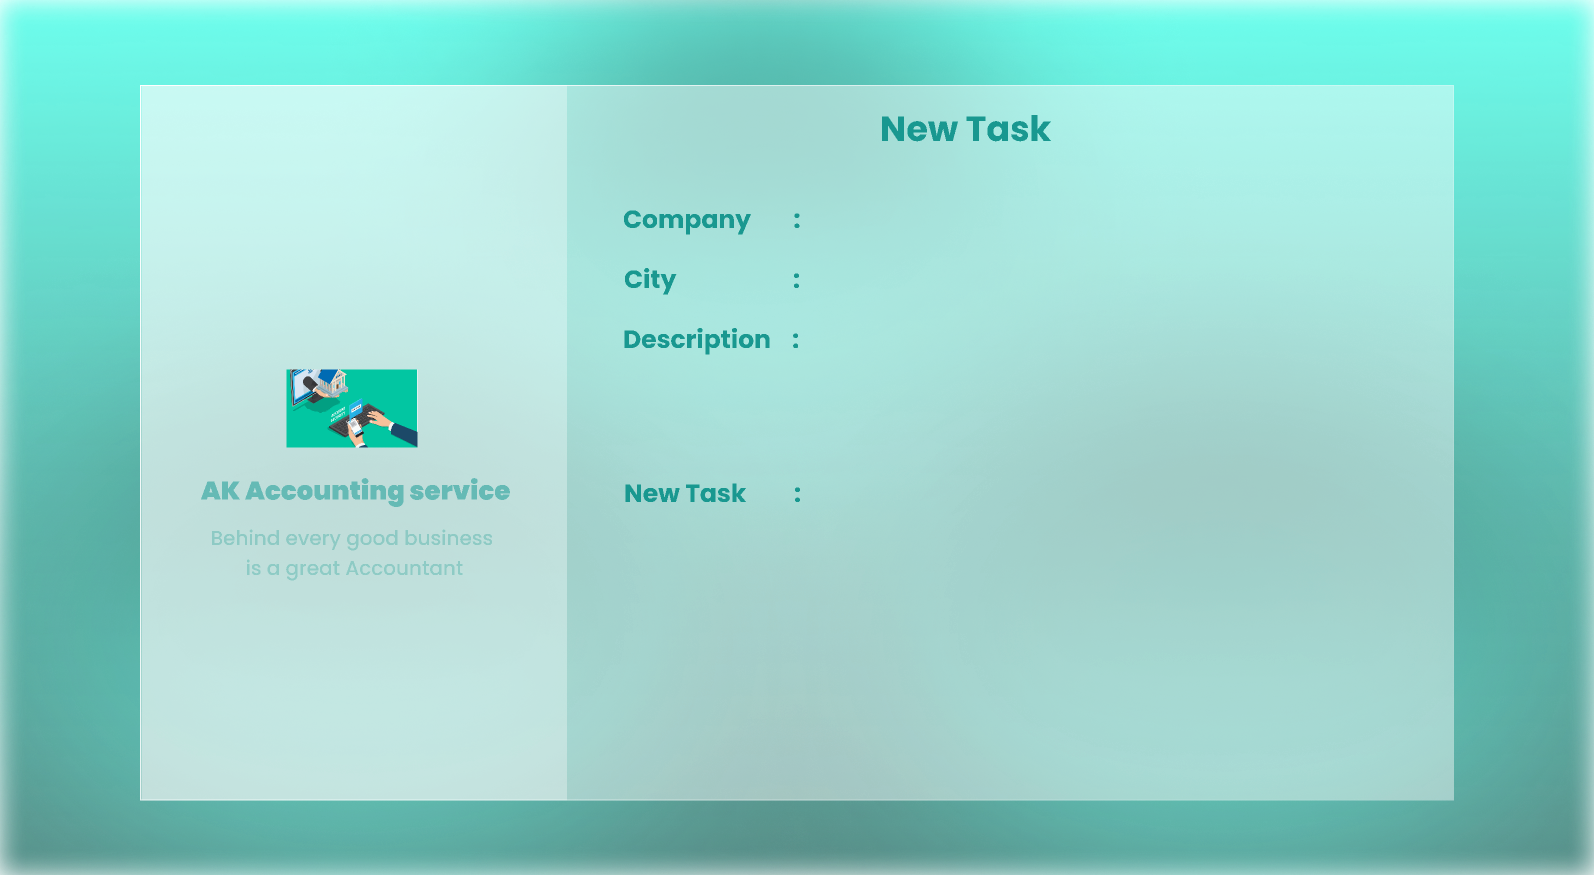 New Task
Company :
City :
Description :
New Task :
AK Accounting service
Behind every good business
is a great Accountant